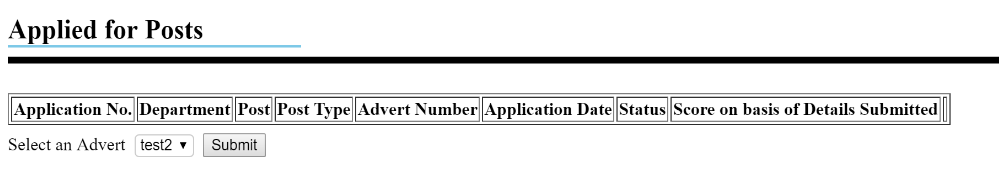 Applied for Posts
Application No. Department Post Post Type Advert Number Application Date Status Score on basis of Details Submitted
Select an Advert test2 Submit